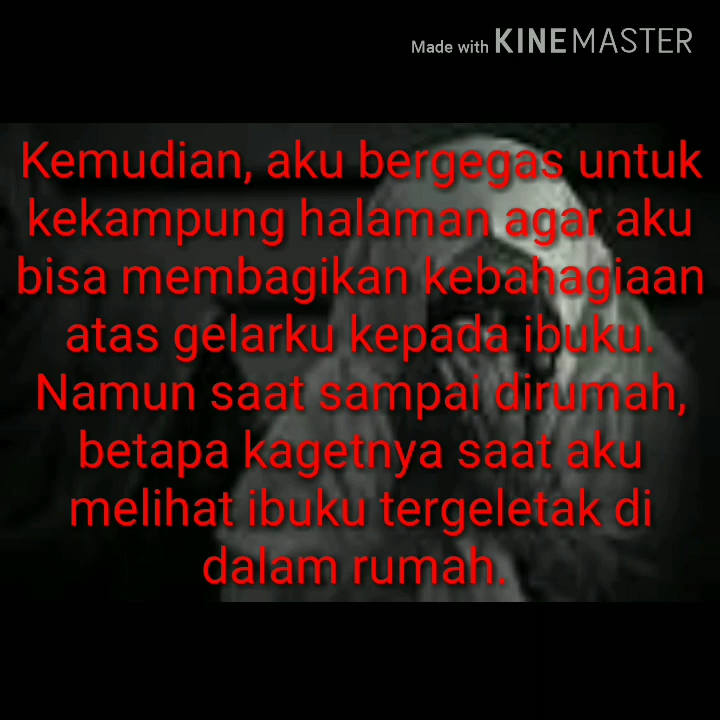 Made with KINEMASTER
Kemudian, aku bergegas untuk
kekampung halaman agar aku
bisa membagikan kebahagiaan
atas gelarku kepada ibuku.
Namun saat sampai dirumah,
betapa kagetnya saat aku
melihat ibuku tergeletak di
dalam rumah.